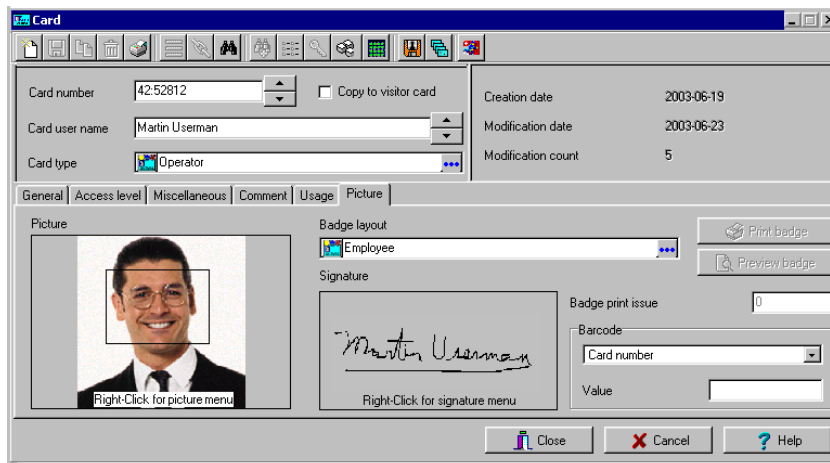 Card
Card number 42:52812 Copy to visitor card
Card user name Martin Userman
Card type Operator
Creation date 2003-06-19
Modification date 2003-06-23
Modification count 5
General Access level Miscellaneous Comment Usage Picture
Picture
Right-Click for picture menu
Badge layout
Employee
Signature
Martin Userman
Right-Click for signature menu
Print badge
Preview badge
Badge print issue 0
Barcode
Card number
Value
Close Cancel Help